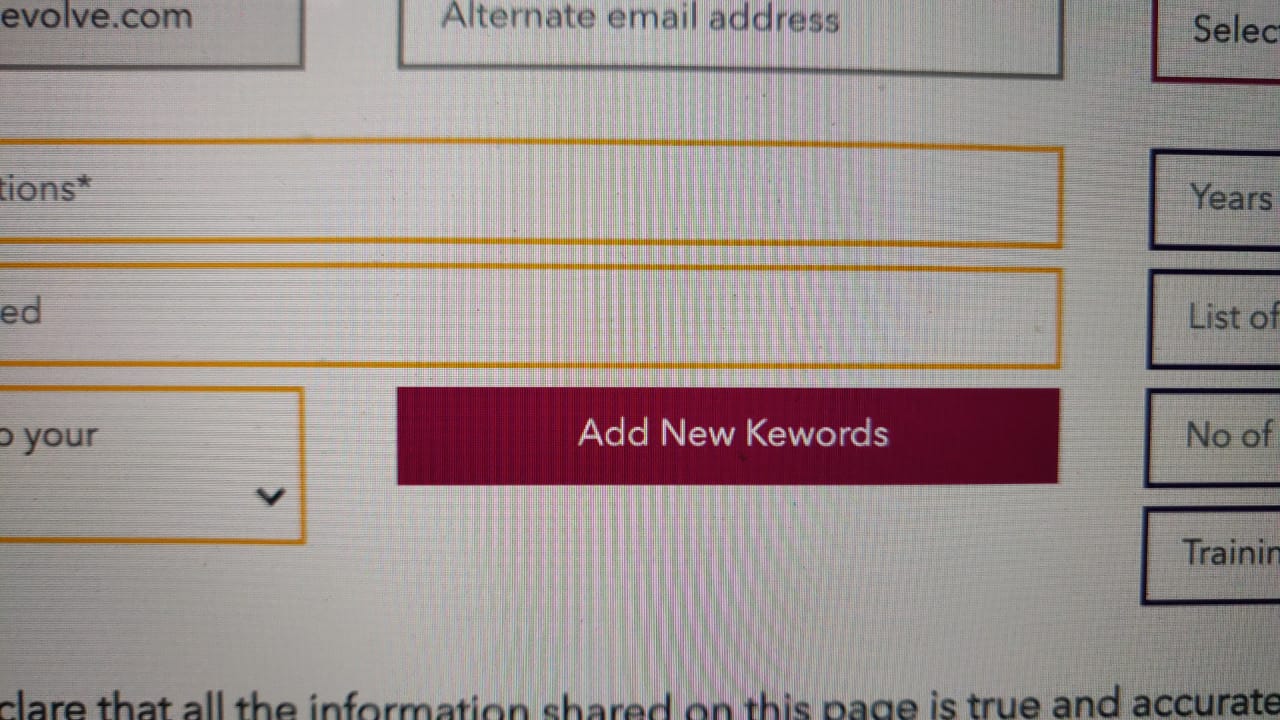 evolve.com
Alternate email address
Selec
tions*
Years
ed
List of
o your
Add New Kewords
No of
Trainin
clare that all the information shared on this page is true and accurate